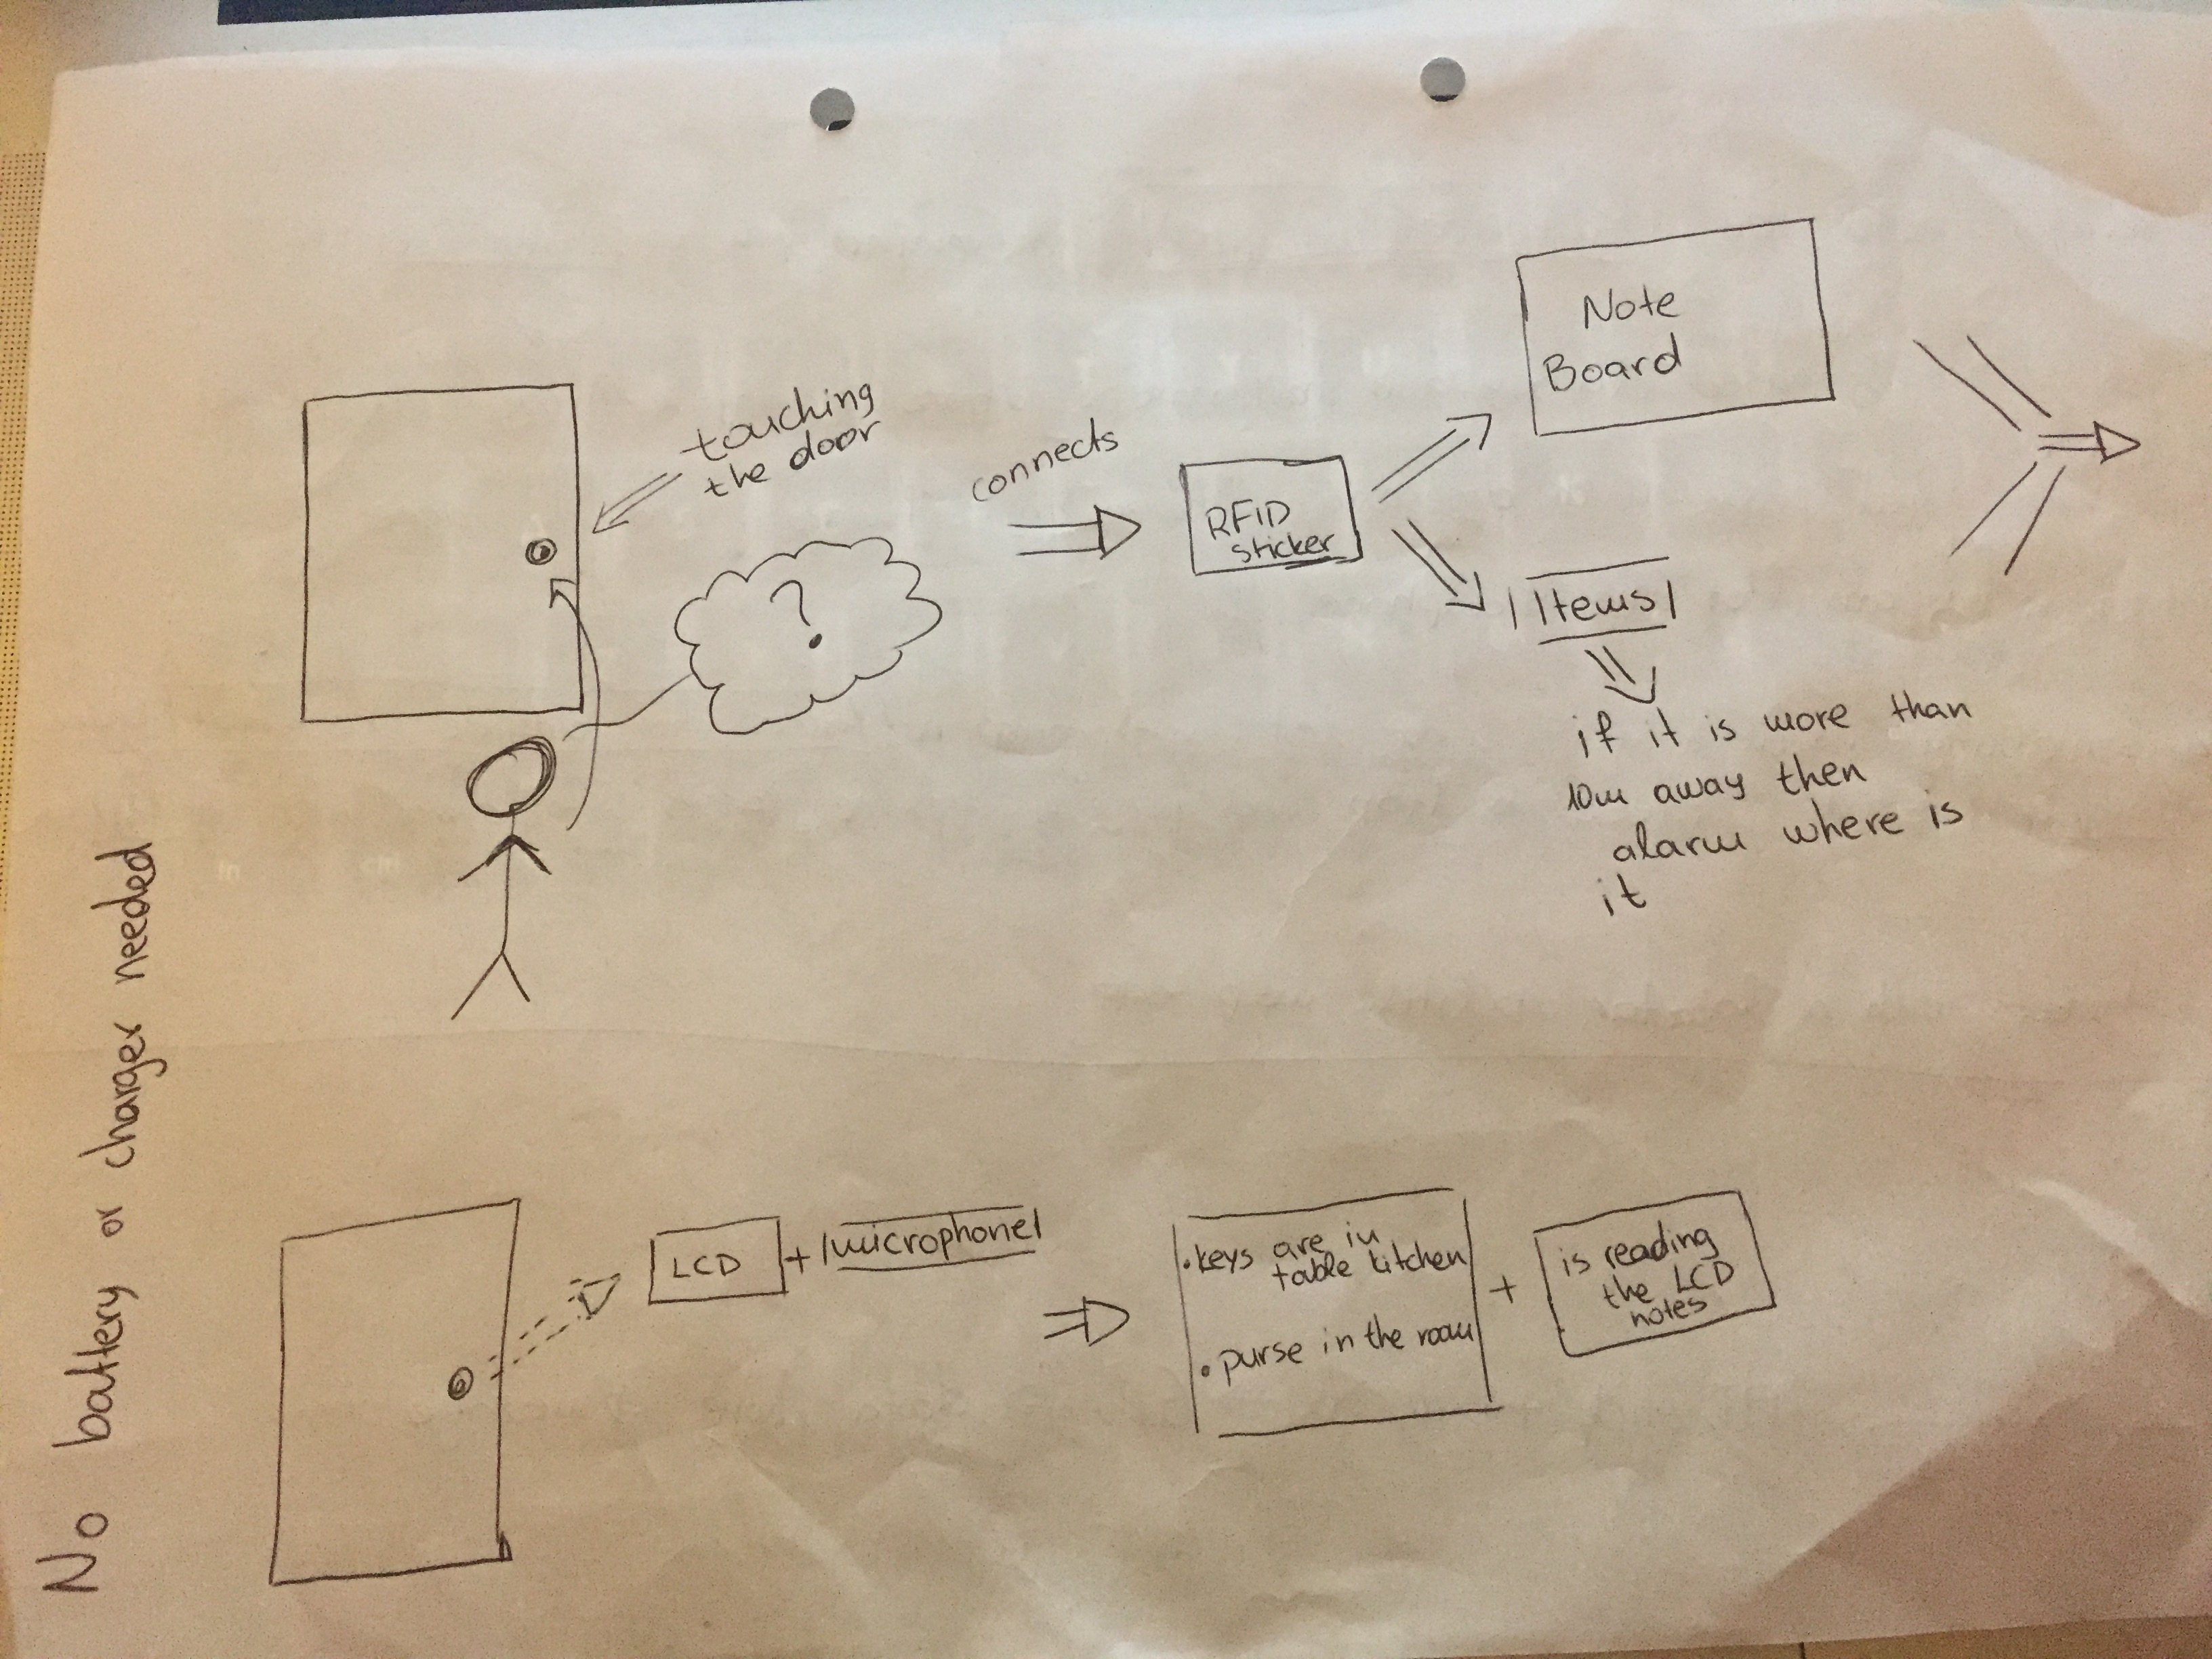 No battery or charger needed
touching
the door
?
connects
RFiD
sticker
Note
Board
Items
if it is more than
10m away then
alarm where is
it
LCD
+
microphone
• keys are in
table kitchen
• purse in the room
+
is reading
the LCD
notes